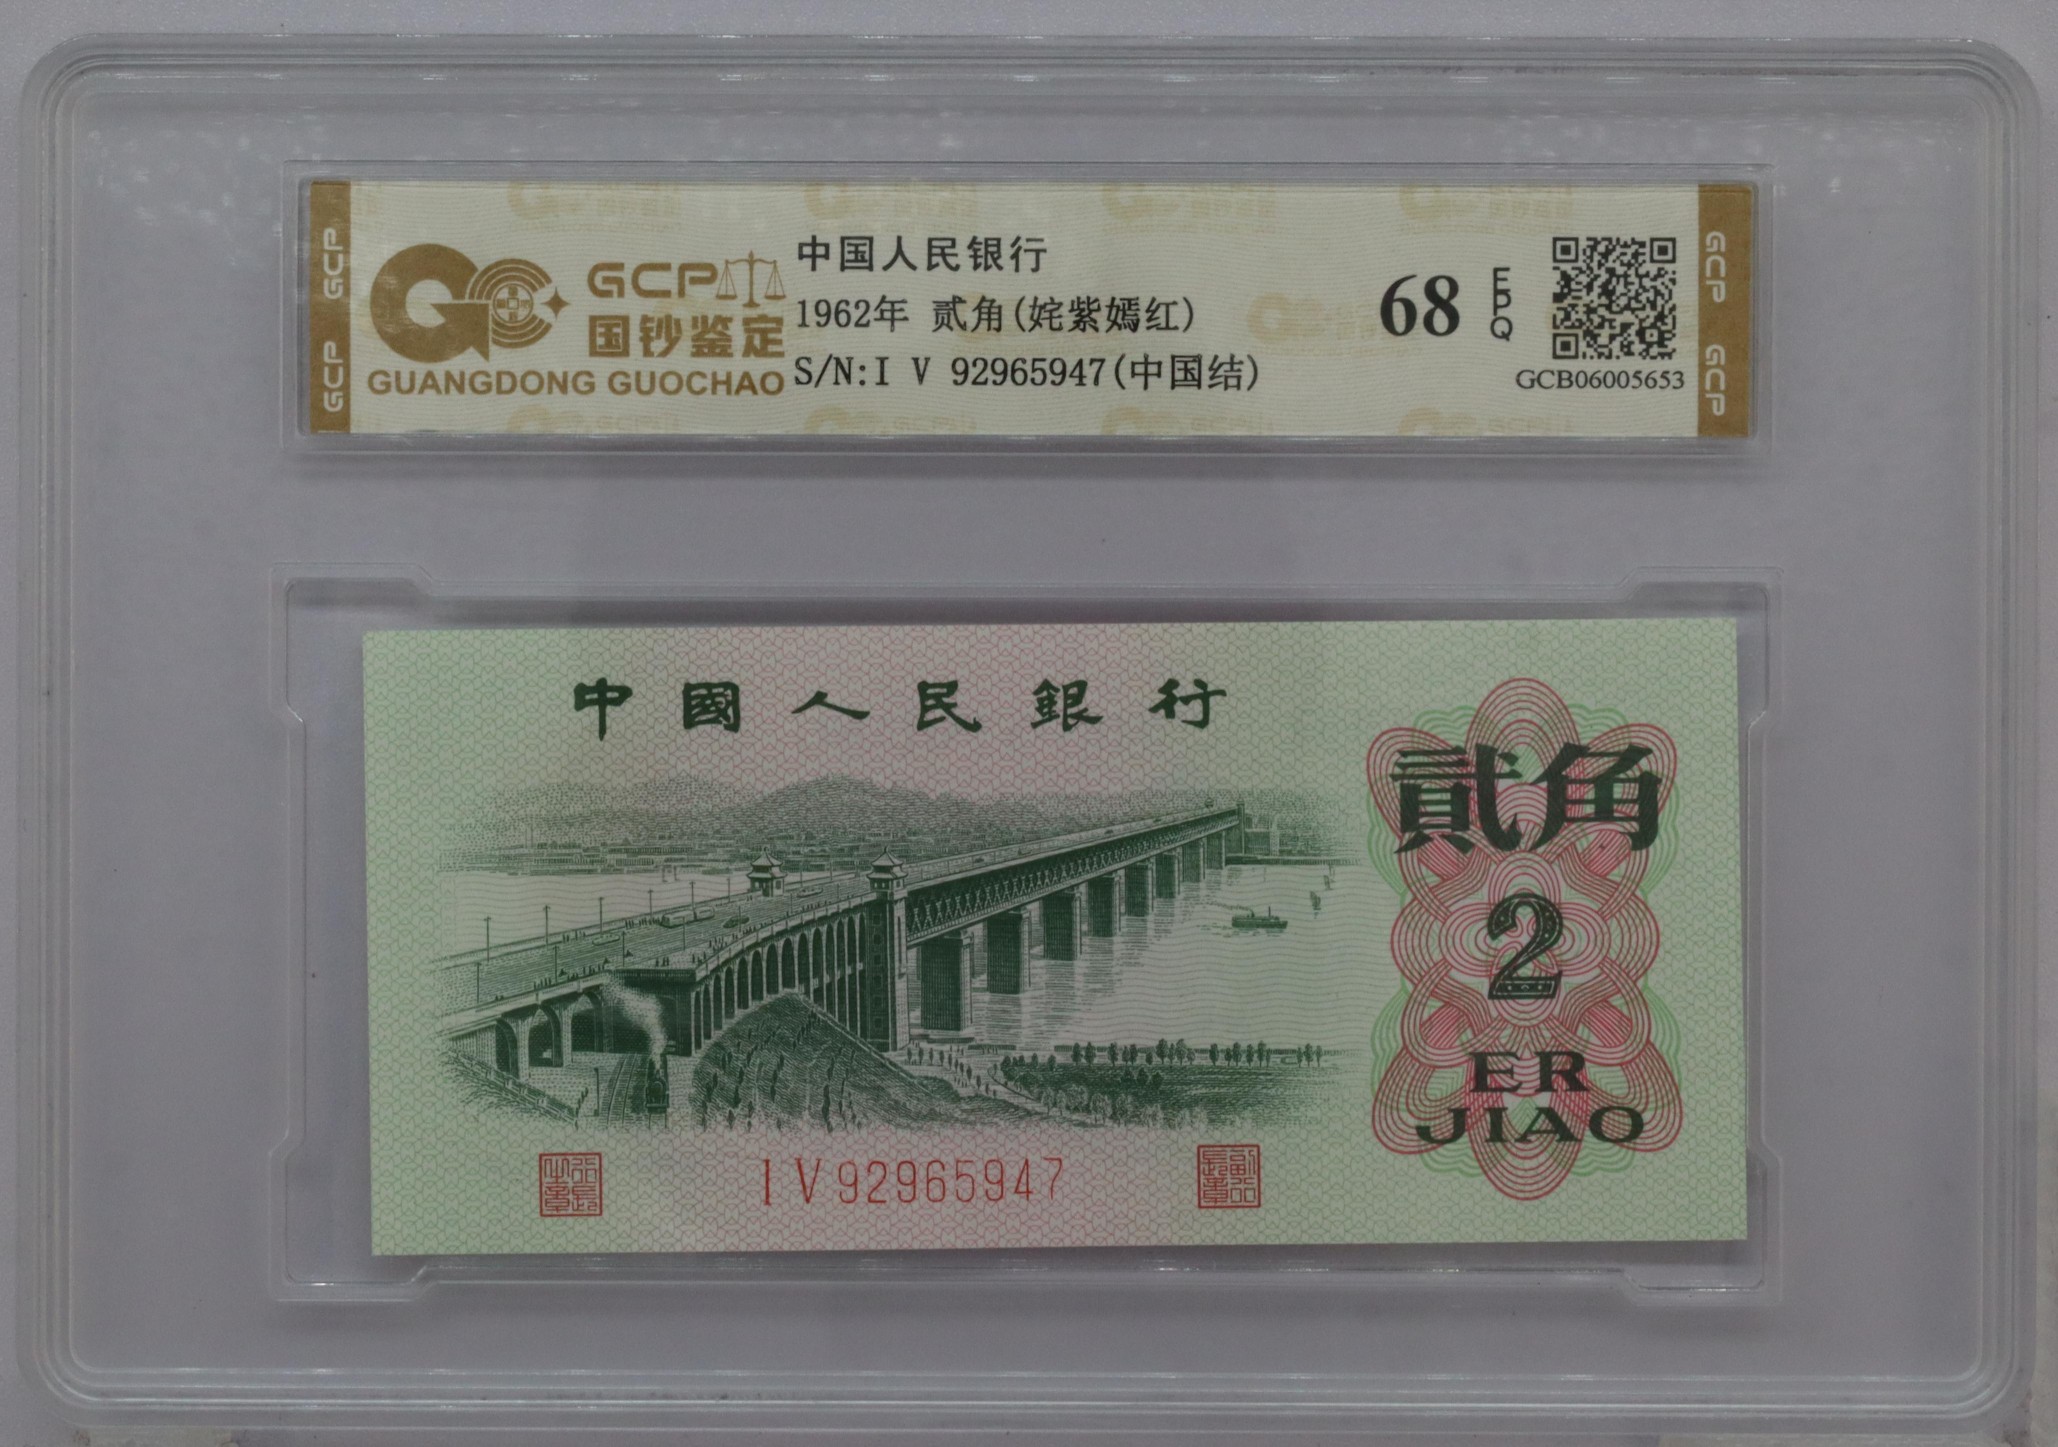 GCP
GCP
GCP
国钞鉴定
GUANGDONG GUOCHAO
中国人民银行
1962年 贰角(姹紫嫣红)
S/N:I V 92965947(中国结)
68
EPQ
GCB06005653
GCP
GCP
中國人民銀行
貳角
2
ER
JIAO
I V 92965947